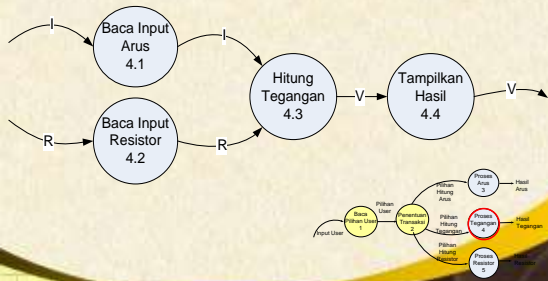 I
Baca Input
Arus
4.1
I
R
Baca Input
Resistor
4.2
R
Hitung
Tegangan
4.3
V
Tampilkan
Hasil
4.4
V
Input User
Baca
Pilihan User
1
Pilihan
User
Penentuan
Transaksi
2
Pilihan
Hitung
Arus
Proses
Arus
3
Hasil
Arus
Pilihan
Hitung
Tegangan
Proses
Tegangan
4
Hasil
Tegangan
Pilihan
Hitung
Resistor
Proses
Resistor
5